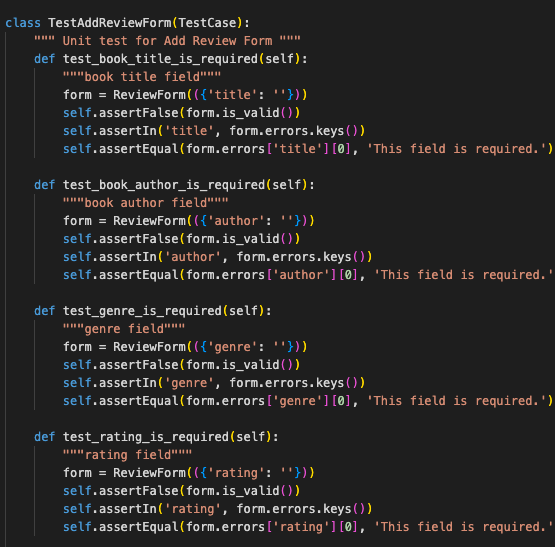 class TestAddReviewForm(TestCase):
    """ Unit test for Add Review Form """
    def test_book_title_is_required(self):
        """book title field"""
        form = ReviewForm(({'title': ''}))
        self.assertFalse(form.is_valid())
        self.assertIn('title', form.errors.keys())
        self.assertEqual(form.errors['title'][0], 'This field is required.')
    def test_book_author_is_required(self):
        """book author field"""
        form = ReviewForm(({'author': ''}))
        self.assertFalse(form.is_valid())
        self.assertIn('author', form.errors.keys())
        self.assertEqual(form.errors['author'][0], 'This field is required.'
    def test_genre_is_required(self):
        """genre field"""
        form = ReviewForm(({'genre': ''}))
        self.assertFalse(form.is_valid())
        self.assertIn('genre', form.errors.keys())
        self.assertEqual(form.errors['genre'][0], 'This field is required.')
    def test_rating_is_required(self):
        """rating field"""
        form = ReviewForm(({'rating': ''}))
        self.assertFalse(form.is_valid())
        self.assertIn('rating', form.errors.keys())
        self.assertEqual(form.errors['rating'][0], 'This field is required.'